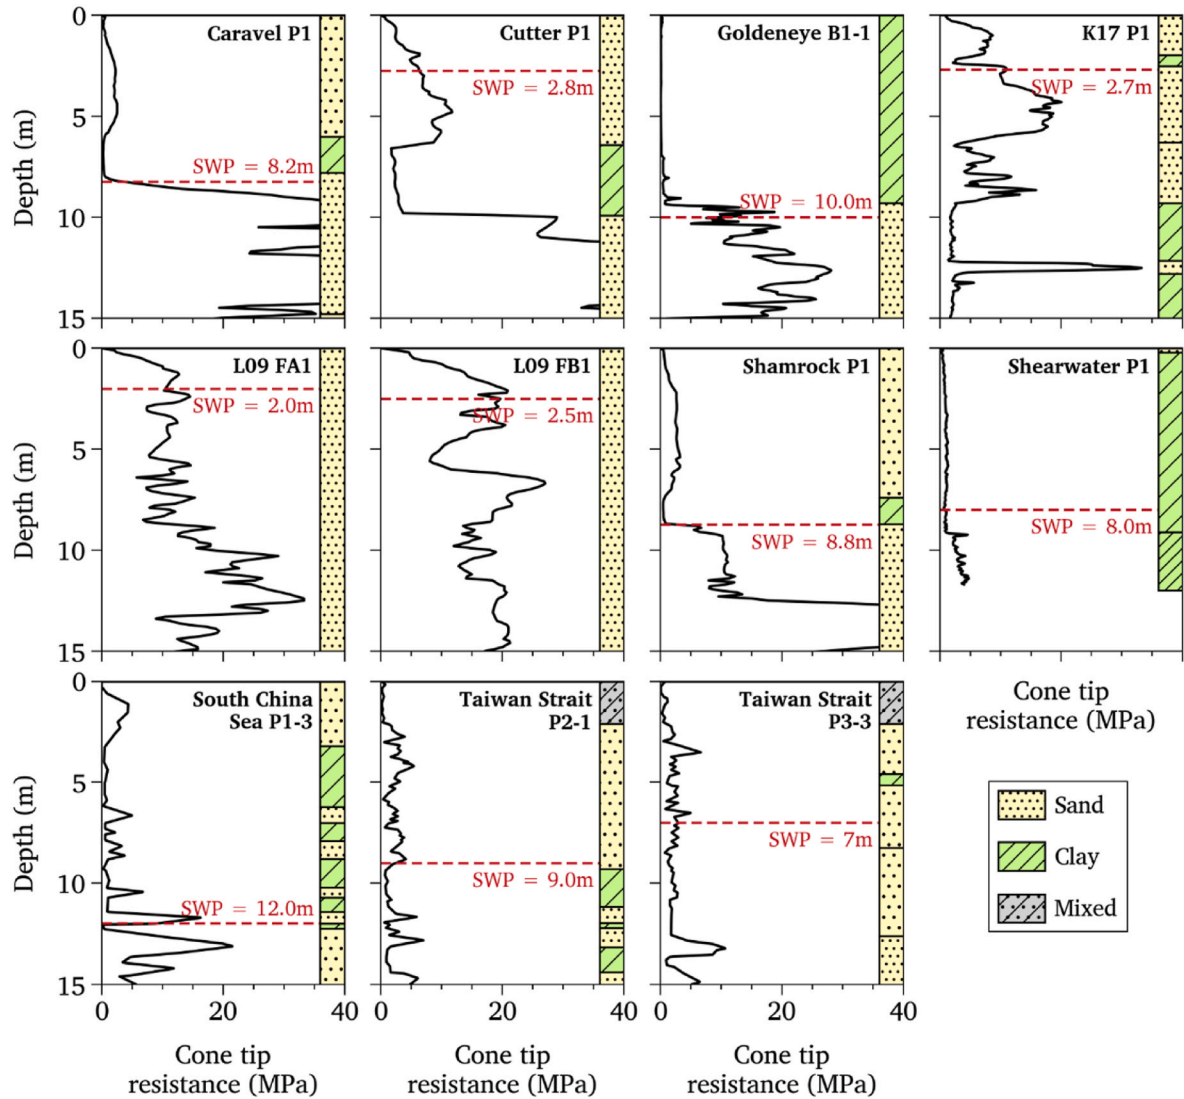 Caravel P1
Cutter P1
Goldeneye B1-1
K17 P1
0
5
10
15
Depth (m)
SWP = 8.2m
SWP = 2.8m
SWP = 10.0m
SWP = 2.7m
L09 FA1
L09 FB1
Shamrock P1
Shearwater P1
0
5
10
15
Depth (m)
SWP = 2.0m
SWP = 2.5m
SWP = 8.8m
SWP = 8.0m
South China
Sea P1-3
Taiwan Strait
P2-1
Taiwan Strait
P3-3
0
5
10
15
Depth (m)
SWP = 12.0m
SWP = 9.0m
SWP = 7m
0
20
40
0
20
40
0
20
40
0
20
40
Cone tip
resistance (MPa)
Cone tip
resistance (MPa)
Cone tip
resistance (MPa)
Cone tip
resistance (MPa)
Sand
Clay
Mixed